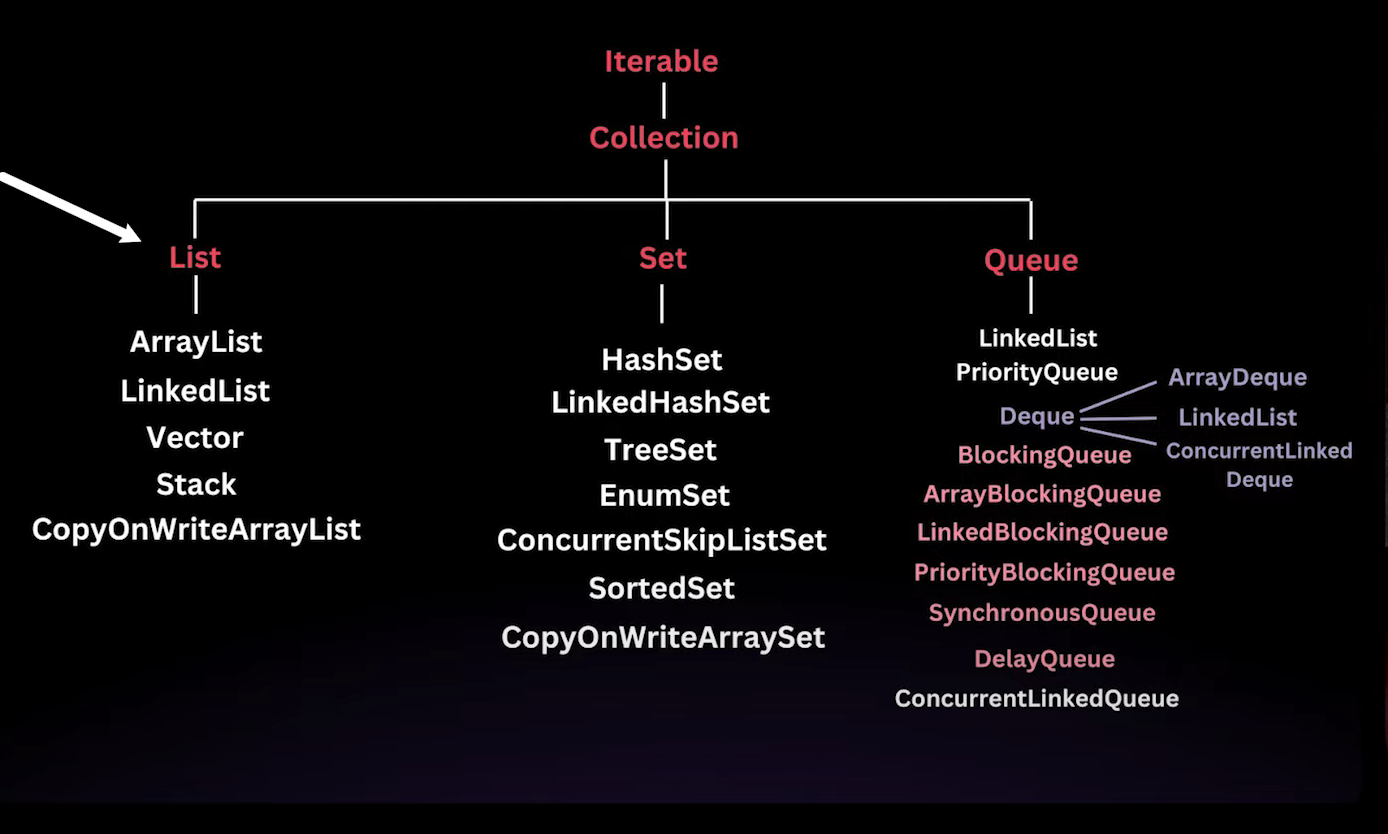 Iterable
Collection
List
ArrayList
LinkedList
Vector
Stack
CopyOnWriteArrayList
Set
HashSet
LinkedHashSet
TreeSet
EnumSet
ConcurrentSkipListSet
SortedSet
CopyOnWriteArraySet
Queue
LinkedList
PriorityQueue
Deque
ArrayDeque
LinkedList
ConcurrentLinked
Deque
BlockingQueue
ArrayBlockingQueue
LinkedBlockingQueue
PriorityBlockingQueue
SynchronousQueue
DelayQueue
ConcurrentLinkedQueue